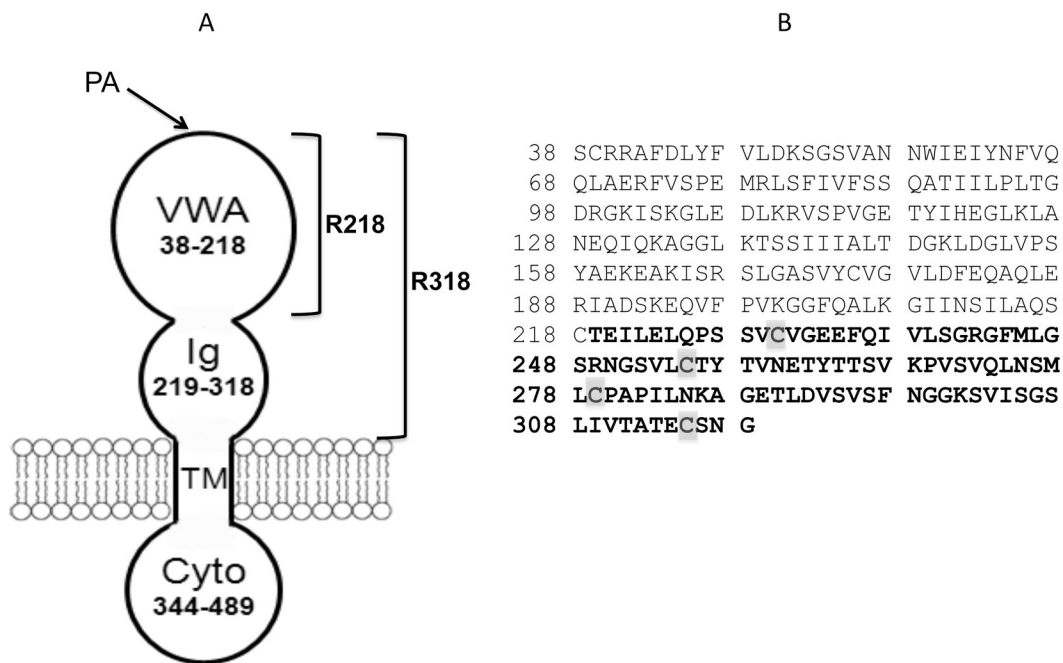 A
B
PA
VWA
38-218
R218
R318
Ig
219-318
TM
Cyto
344-489
38 SCRRAFDLYF VLDKSGSVAN NWIEIYNFVQ
68 QLAERFVSPE MRLSFIVFSS QATIILPLTG
98 DRGKISKGLE DLKRVSPVGE TYIHEGLKLA
128 NEQIQKAGGL KTSSIIIALT DGKLDGLVPS
158 YAEKEAKISR SLGASVYCVG VLDFEQAQLE
188 RIADSKEQVF PVKGGFQALK GIINSILAQS
218 CTEILELQPS SVCVGEEFQI VLSGRGFMLG
248 SRNGSVLCTY TVNETYTTSV KPVSVQLNSM
278 LCPAPILNKA GETLDVSVSF NGGKSVISGS
308 LIVTATECSN G